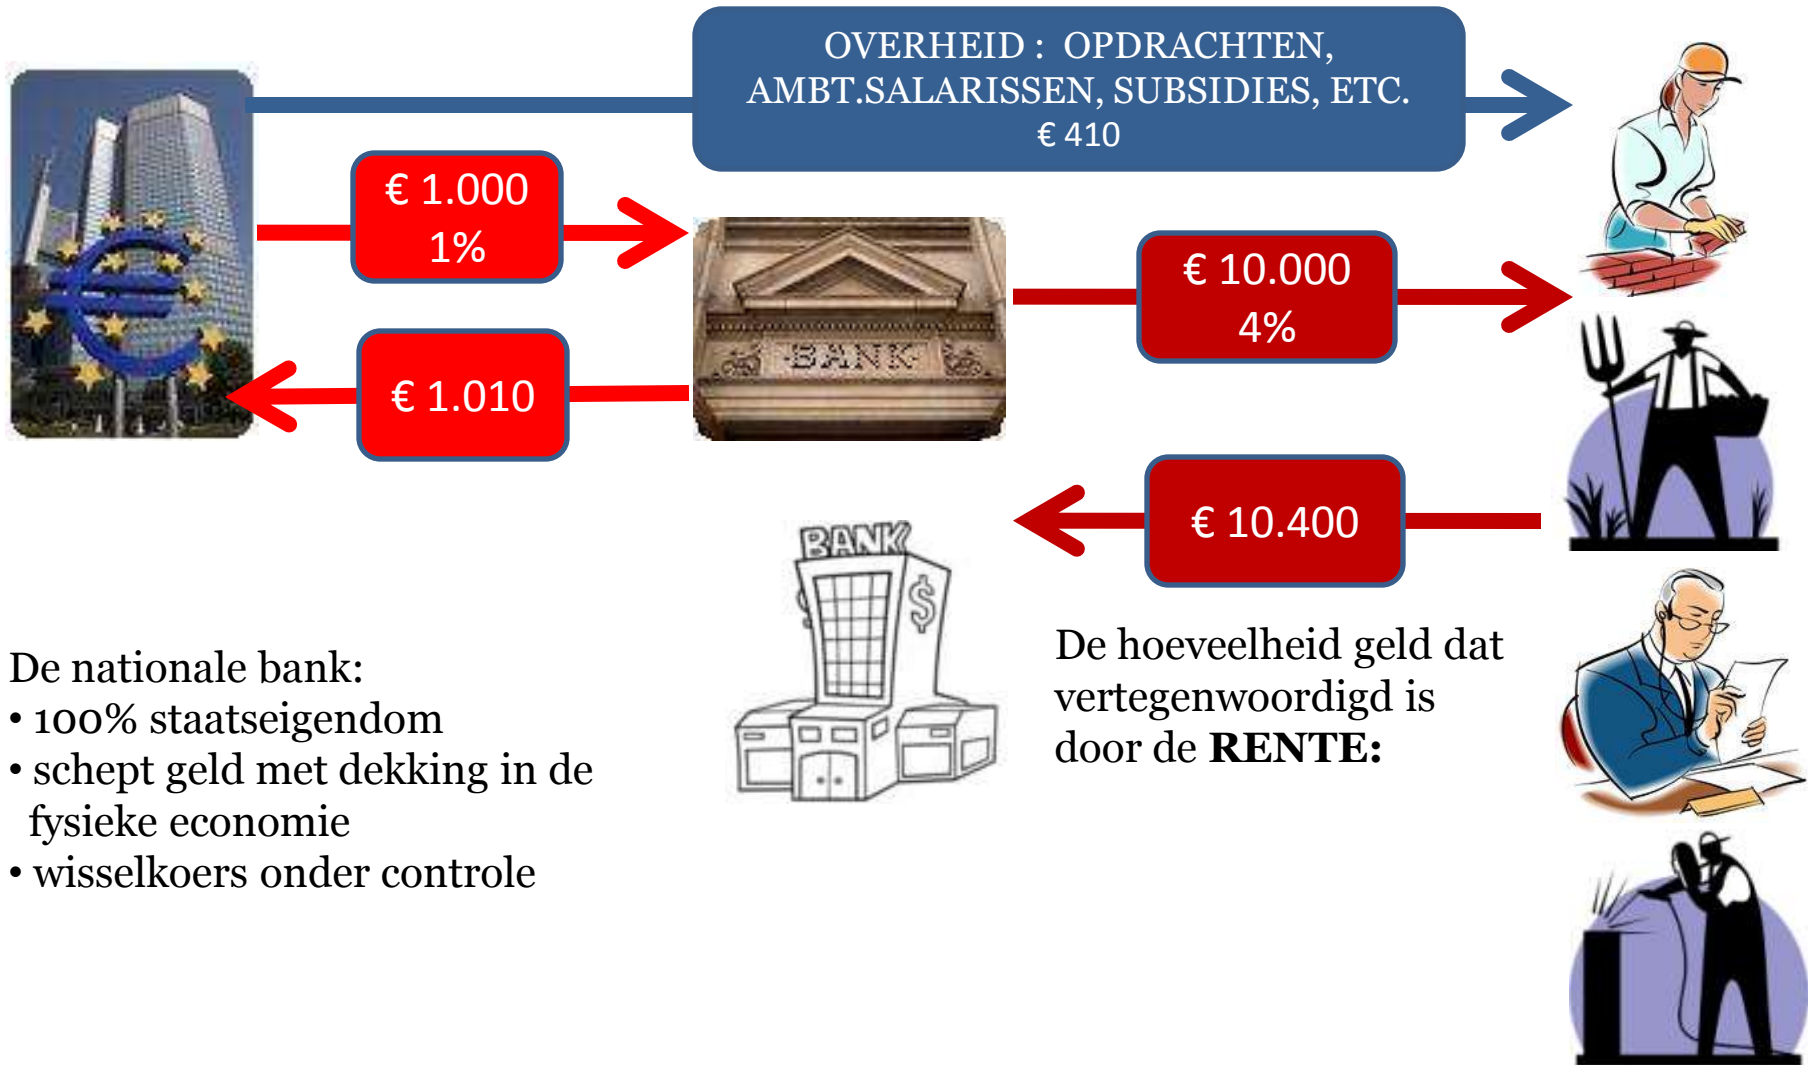 OVERHEID : OPDRACHTEN,
AMBT.SALARISSEN, SUBSIDIES, ETC.
€ 410
€ 1.000
1%
€ 10.000
4%
BANK
€ 1.010
€ 10.400
BANK
$
De nationale bank:
• 100% staatseigendom
• schept geld met dekking in de
fysieke economie
• wisselkoers onder controle
De hoeveelheid geld dat
vertegenwoordigd is
door de RENTE: